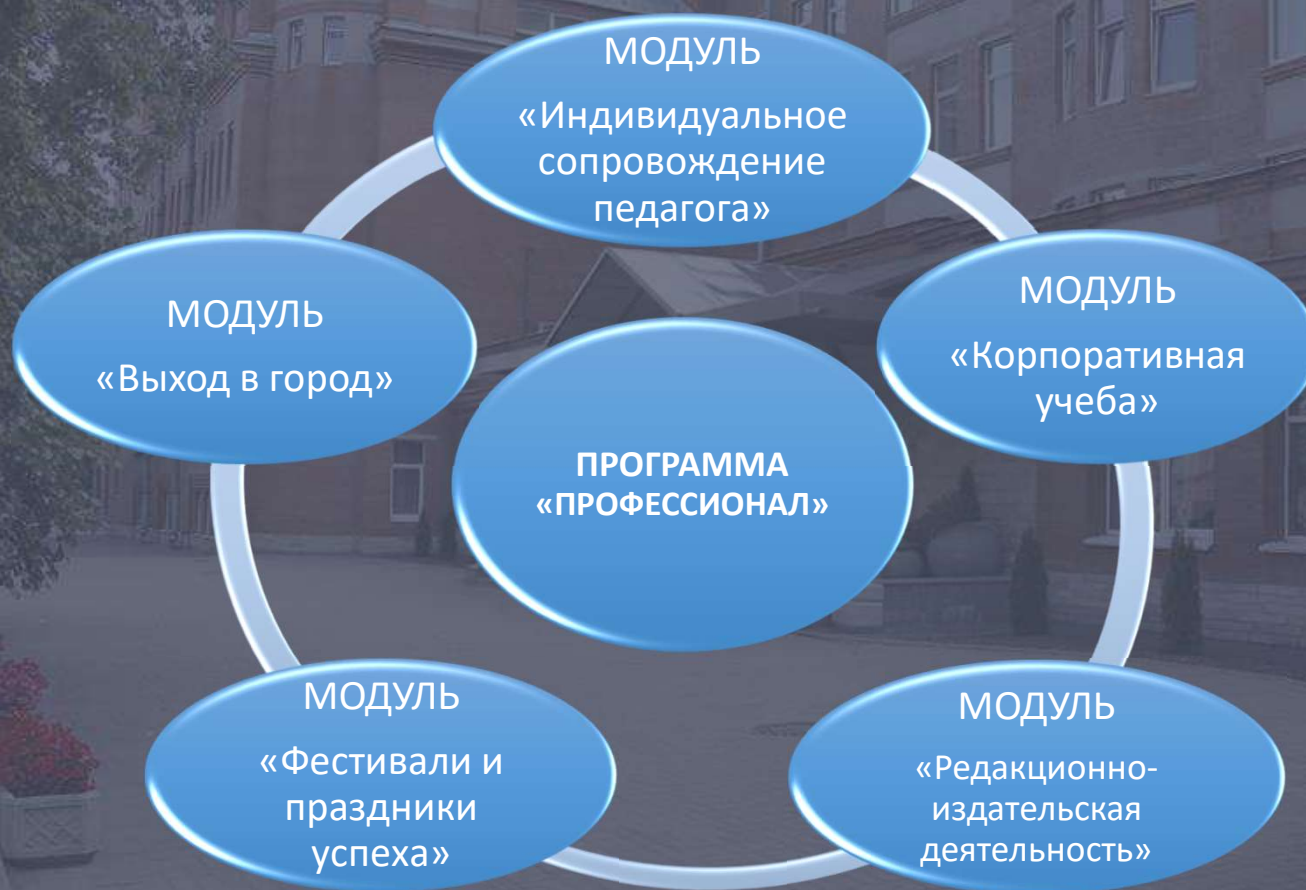 МОДУЛЬ
«Индивидуальное
сопровождение
педагога»
МОДУЛЬ
«Корпоративная
учеба»
МОДУЛЬ
«Редакционно-
издательская
деятельность»
МОДУЛЬ
«Фестивали и
праздники
успеха»
МОДУЛЬ
«Выход в город»
ПРОГРАММА
«ПРОФЕССИОНАЛ»